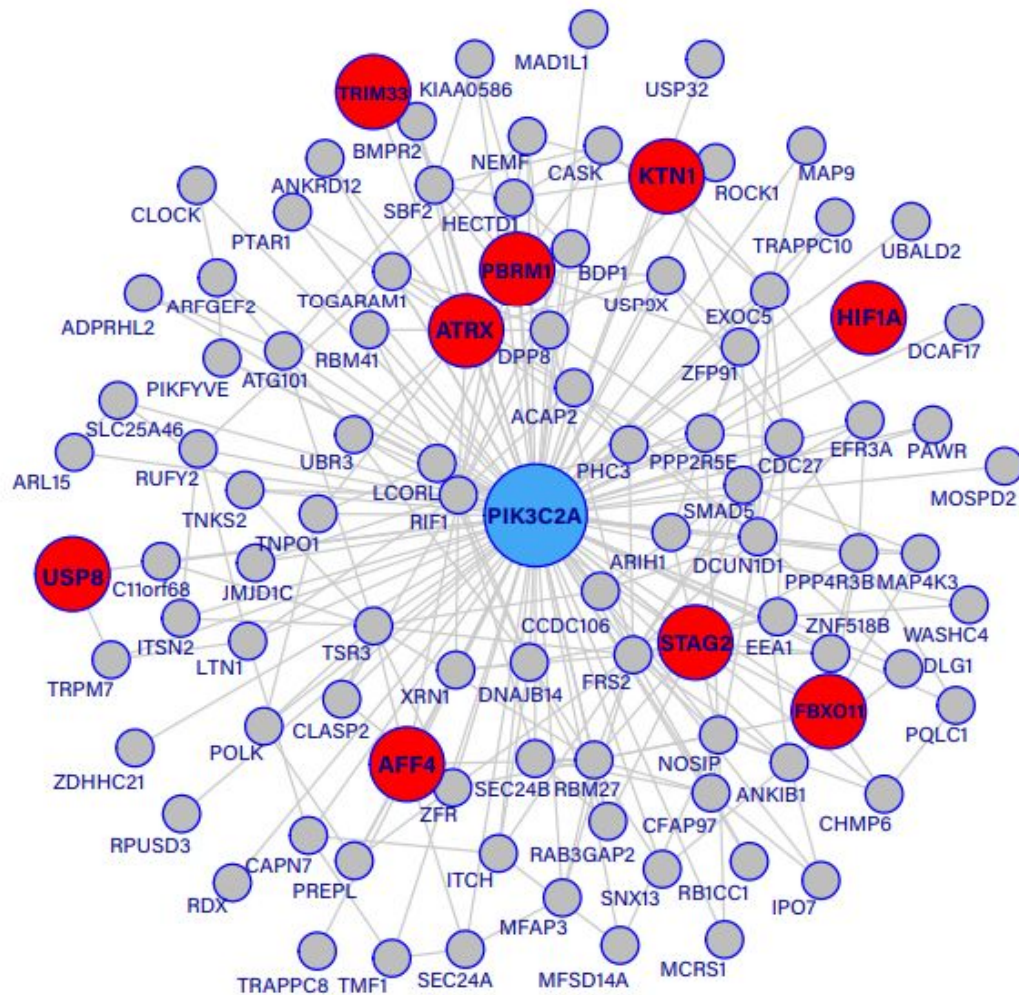 MAD1L1
KIAA0586
USP32
TRIM33
BMPR2
NEMF
CASK
KTN1
ROCK1
MAP9
ANKRD12
CLOCK
SBF2
HECTD1
PTAR1
TRAPPC10
UBALD2
PBRM1
BDP1
TOGARAM1
USP9X
ARFGEF2
ADPRHL2
EXOC5
HIF1A
ATRX
DPP8
RBM41
DCAF17
ZFP91
PIKFYVE
ATG101
ACAP2
SLC25A46
EFR3A
PAWR
UBR3
PHC3
PPP2R5E
CDC27
ARL15
RUFY2
LCORL
MOSPD2
TNKS2
RIF1
PIK3C2A
SMAD5
TNPO1
ARIH1
DCUN1D1
USP8
C11orf68
JMJD1C
PPP4R3B
MAP4K3
CCDC106
ITSN2
LTN1
TSR3
STAG2
EEA1
ZNF518B
WASHC4
TRPM7
XRN1
DNAJB14
FRS2
DLG1
FBXO11
CLASP2
POLK
PQLC1
ZDHHC21
NOSIP
AFF4
SEC24B
RBM27
ANKIB1
ZFR
CFAP97
CHMP6
RPUSD3
CAPN7
RAB3GAP2
PREPL
ITCH
SNX13
RB1CC1
RDX
IPO7
MFAP3
MCRS1
TRAPPC8
TMF1
SEC24A
MFSD14A